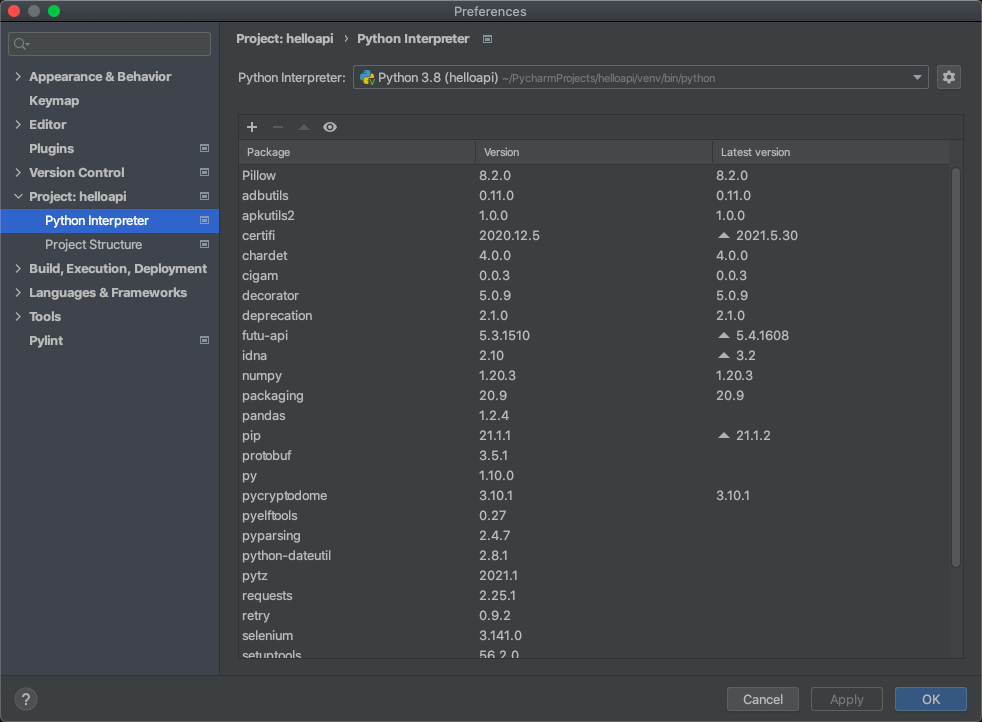 Preferences
Appearance & Behavior
Keymap
Editor
Plugins
Version Control
Project: helloapi
Python Interpreter
Project Structure
Build, Execution, Deployment
Languages & Frameworks
Tools
Pylint
Project: helloapi › Python Interpreter
Python Interpreter: Python 3.8 (helloapi) ~/PycharmProjects/helloapi/venv/bin/python
Package Version Latest version
Pillow 8.2.0 8.2.0
adbutils 0.11.0 0.11.0
apkutils2 1.0.0 1.0.0
certifi 2020.12.5 2021.5.30
chardet 4.0.0 4.0.0
cigam 0.0.3 0.0.3
decorator 5.0.9 5.0.9
deprecation 2.1.0 2.1.0
futu-api 5.3.1510 5.4.1608
idna 2.10 3.2
numpy 1.20.3 1.20.3
packaging 20.9 20.9
pandas 1.2.4
pip 21.1.1 21.1.2
protobuf 3.5.1
py 1.10.0
pycryptodome 3.10.1 3.10.1
pyelftools 0.27
pyparsing 2.4.7
python-dateutil 2.8.1
pytz 2021.1
requests 2.25.1
retry 0.9.2
selenium 3.141.0
setuptools 56.2.0
?
Cancel Apply OK